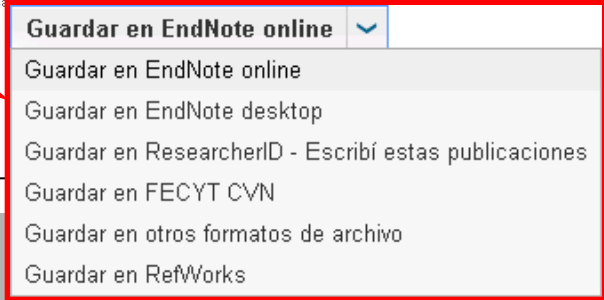 Guardar en EndNote online
Guardar en EndNote online
Guardar en EndNote desktop
Guardar en ResearcherID - Escribí estas publicaciones
Guardar en FECYT CVN
Guardar en otros formatos de archivo
Guardar en RefWorks